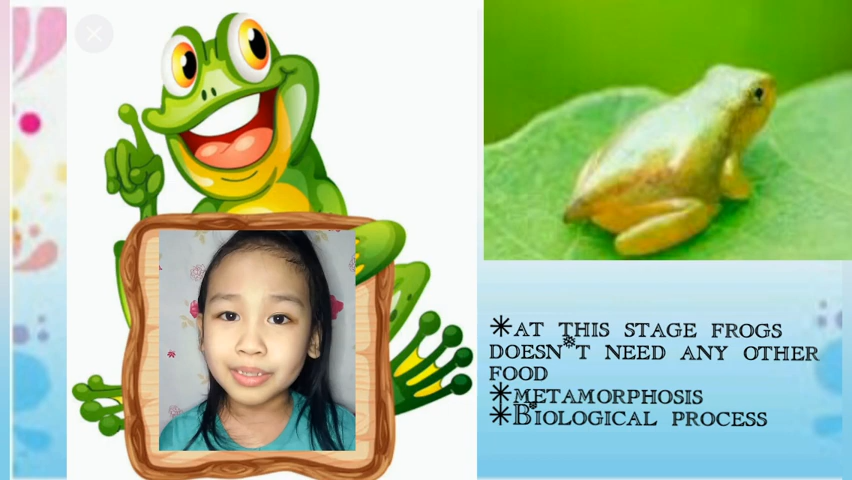 *AT THIS STAGE FROGS
DOESN*T NEED ANY OTHER
FOOD
*METAMORPHOSIS
*BIOLOGICAL PROCESS